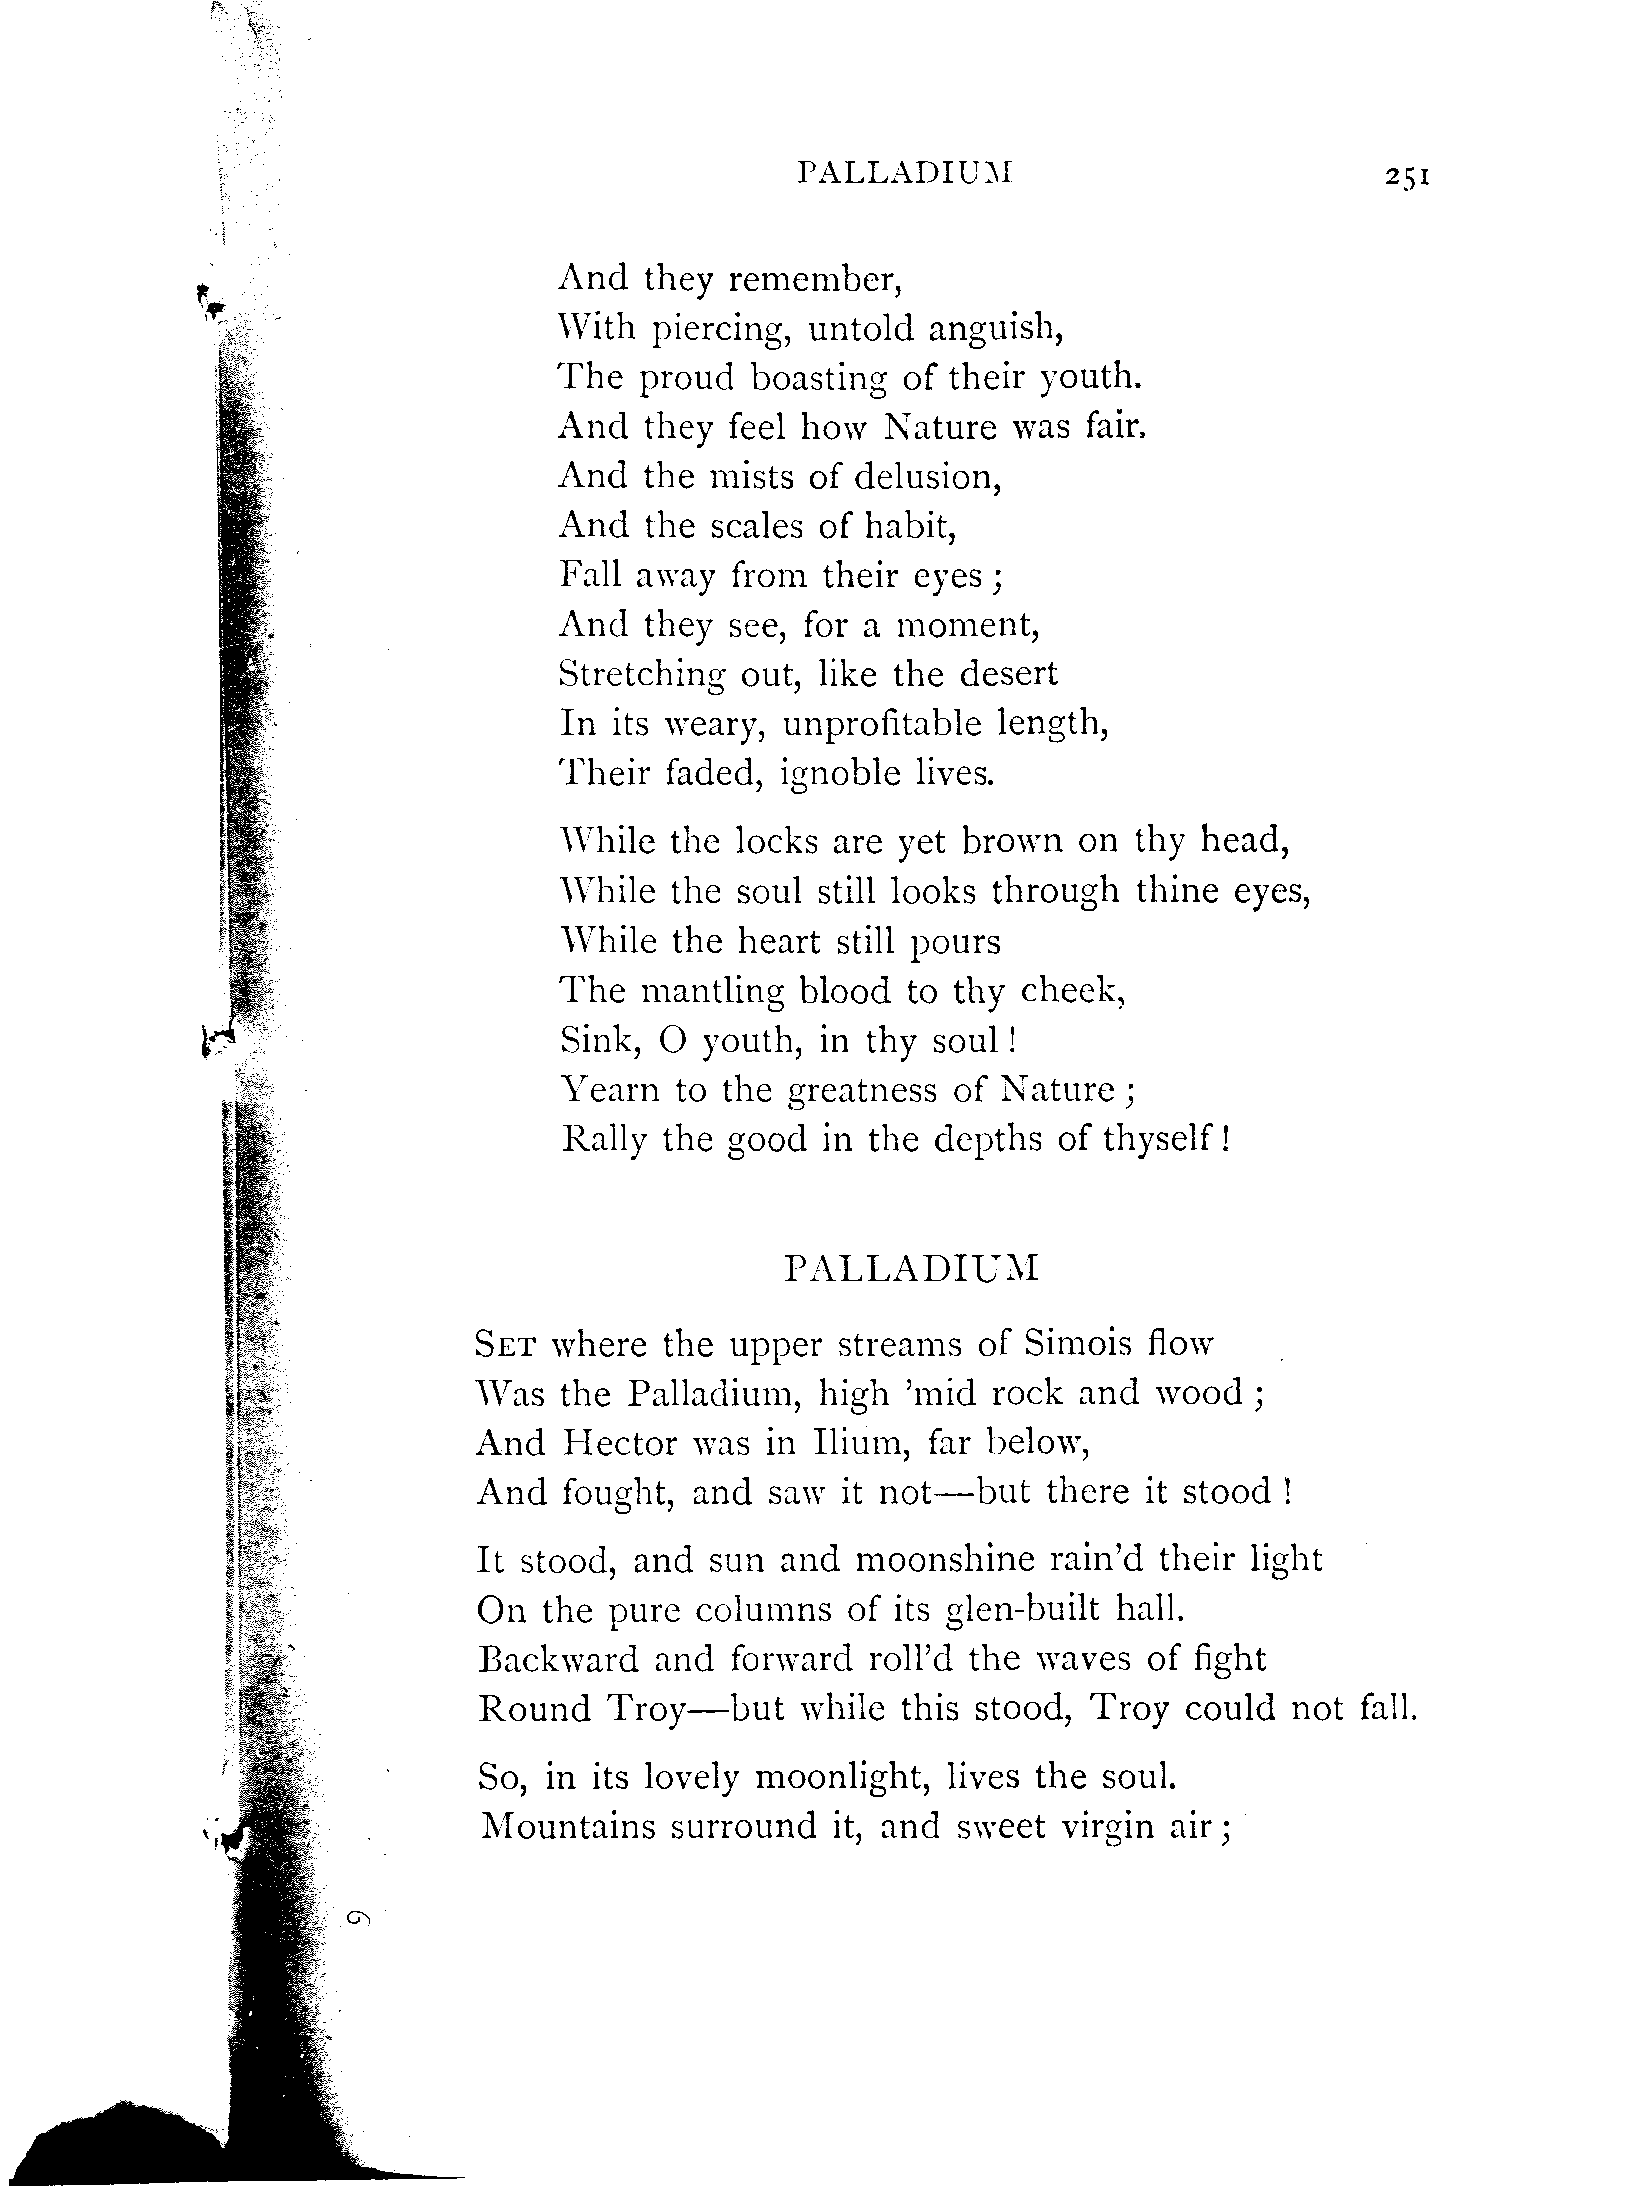 PALLADIUM 251
And they remember,
With piercing, untold anguish,
The proud boasting of their youth.
And they feel how Nature was fair.
And the mists of delusion,
And the scales of habit,
Fall away from their eyes ;
And they see, for a moment,
Stretching out, like the desert
In its weary, unprofitable length,
Their faded, ignoble lives.
While the locks are yet brown on thy head,
While the soul still looks through thine eyes,
While the heart still pours
The mantling blood to thy cheek,
Sink, O youth, in thy soul !
Yearn to the greatness of Nature ;
Rally the good in the depths of thyself !
PALLADIUM
SET where the upper streams of Simois flow
Was the Palladium, high ’mid rock and wood ;
And Hector was in Ilium, far below,
And fought, and saw it not—but there it stood !
It stood, and sun and moonshine rain’d their light
On the pure columns of its glen-built hall.
Backward and forward roll’d the waves of fight
Round Troy—but while this stood, Troy could not fall.
So, in its lovely moonlight, lives the soul.
Mountains surround it, and sweet virgin air ;